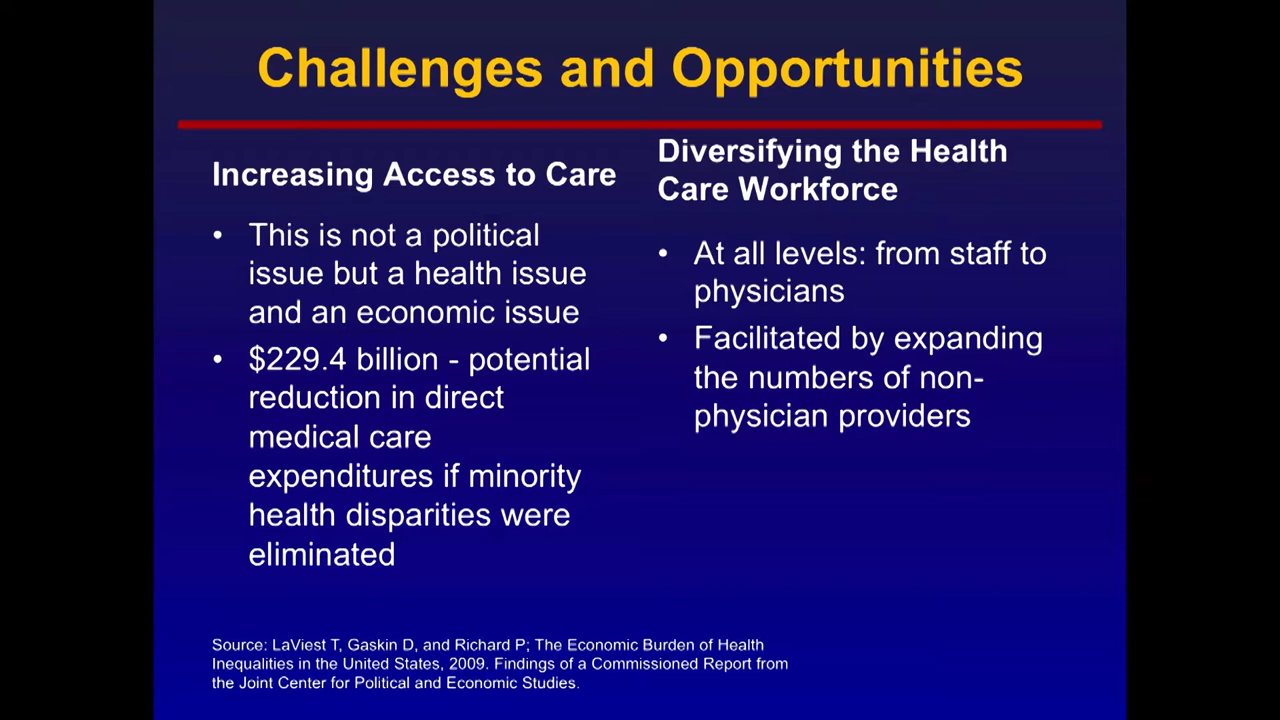 Challenges and Opportunities
Increasing Access to Care
• This is not a political
issue but a health issue
and an economic issue
• $229.4 billion - potential
reduction in direct
medical care
expenditures if minority
health disparities were
eliminated
Diversifying the Health
Care Workforce
• At all levels: from staff to
physicians
• Facilitated by expanding
the numbers of non-
physician providers
Source: LaViest T, Gaskin D, and Richard P; The Economic Burden of Health
Inequalities in the United States, 2009. Findings of a Commissioned Report from
the Joint Center for Political and Economic Studies.